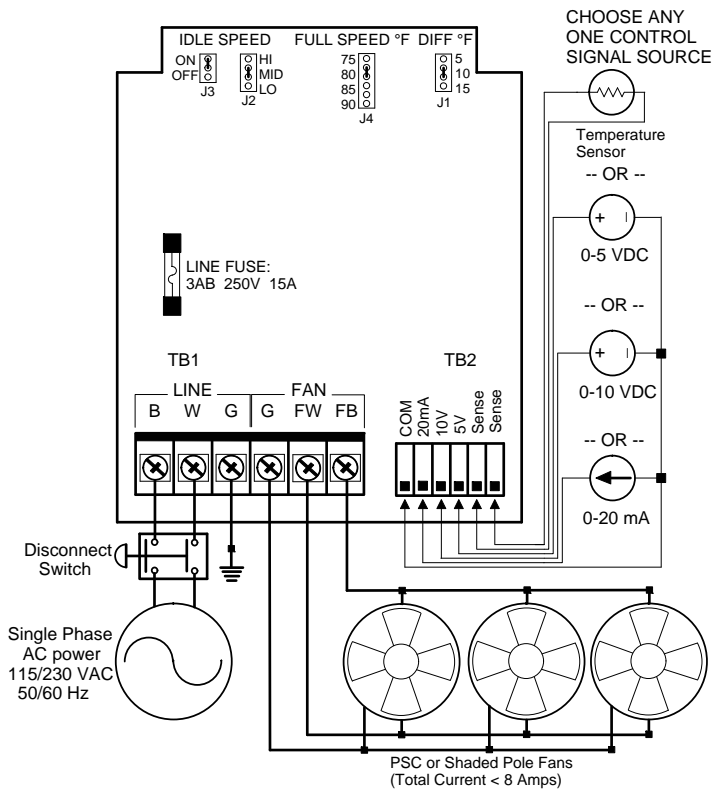 CHOOSE ANY
ONE CONTROL
SIGNAL SOURCE
IDLE SPEED
FULL SPEED °F
DIFF °F
ON
OFF
J3
HI
MID
LO
J2
75
80
85
90
J4
5
10
15
J1
Temperature
Sensor
-- OR --
+ –
0-5 VDC
-- OR --
+ –
0-10 VDC
-- OR --
0-20 mA
LINE FUSE:
3AB 250V 15A
TB1
TB2
LINE
FAN
B W G G FW FB
COM
20mA
10V
5V
Sense
Sense
Disconnect
Switch
Single Phase
AC power
115/230 VAC
50/60 Hz
PSC or Shaded Pole Fans
(Total Current < 8 Amps)